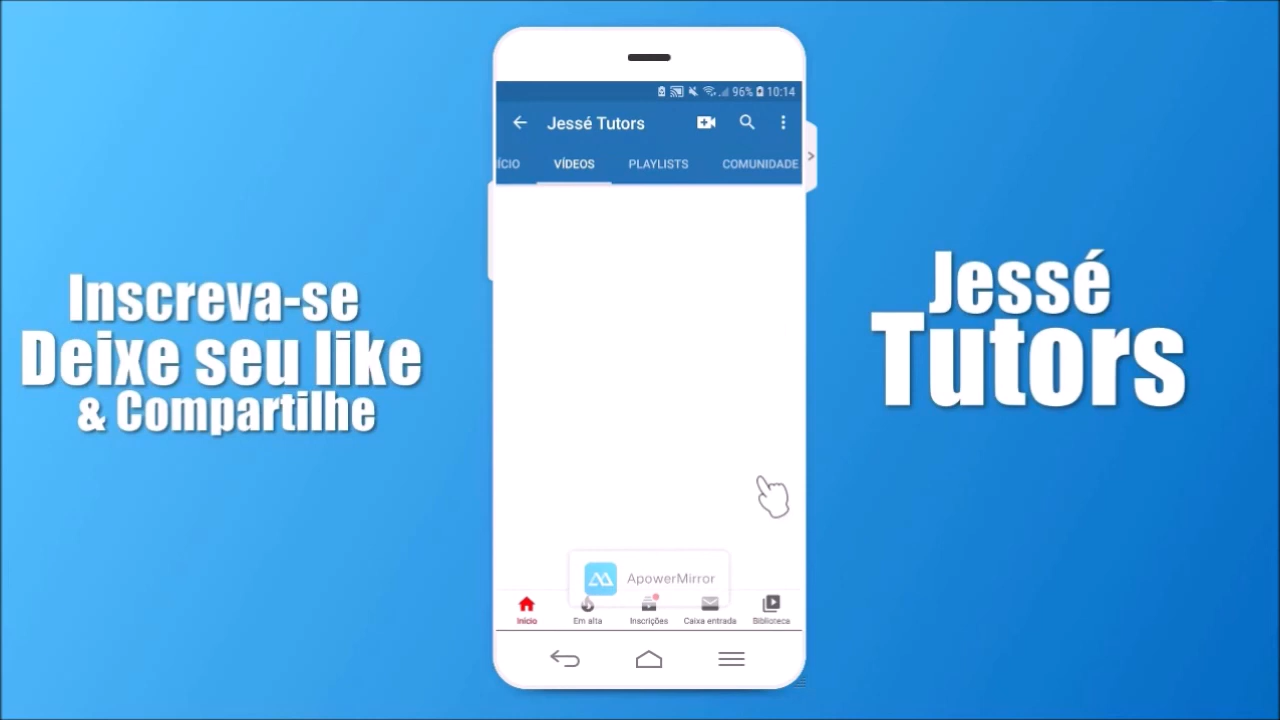 Inscreva-se
Deixe seu like
& Compartilhe
96% 10:14
Jessé Tutors
ÍCIO VÍDEOS PLAYLISTS COMUNIDADE
ApowerMirror
Início Em alta Inscrições Caixa entrada Biblioteca
Jessé
Tutors